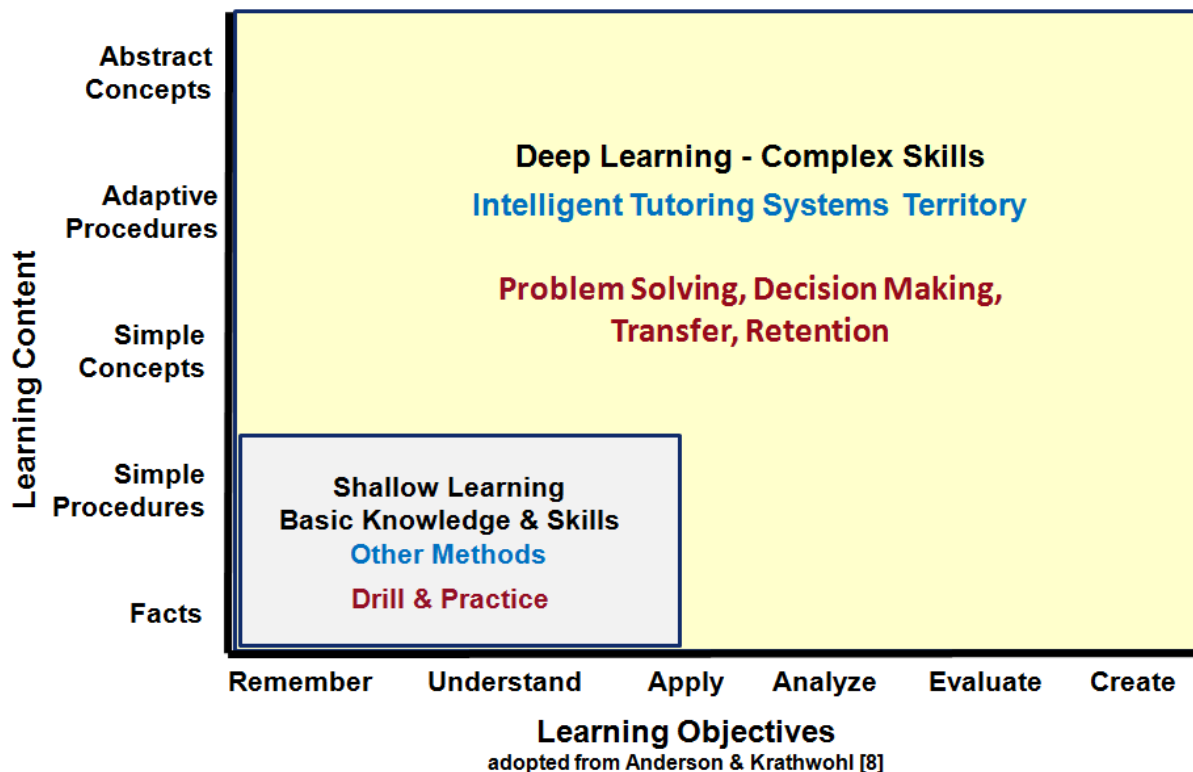 Learning Content
Abstract
Concepts
Adaptive
Procedures
Simple
Concepts
Simple
Procedures
Facts
Deep Learning - Complex Skills
Intelligent Tutoring Systems Territory
Problem Solving, Decision Making,
Transfer, Retention
Shallow Learning
Basic Knowledge & Skills
Other Methods
Drill & Practice
Remember Understand Apply Analyze Evaluate Create
Learning Objectives
adopted from Anderson & Krathwohl [8]